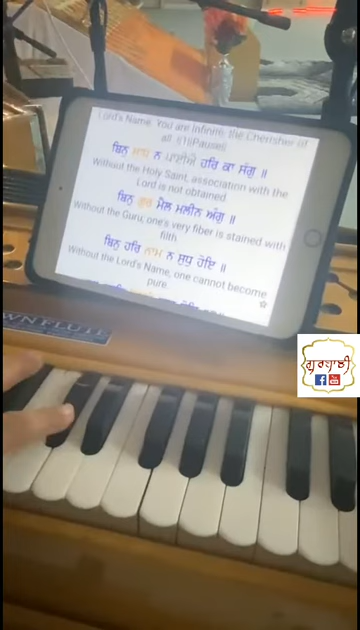 Lord's Name. You are Infinite, the Cherisher of
all. ||1||Pause||
ਬਿਨੁ ਸਾਧ ਨ ਪਾਈਐ ਹਰਿ ਕਾ ਸੰਗੁ ॥
Without the Holy Saint, association with the
Lord is not obtained.
ਬਿਨੁ ਗੁਰ ਮੈਲ ਮਲੀਨ ਅੰਗੁ ॥
Without the Guru, one's very fiber is stained with
filth.
ਬਿਨੁ ਹਰਿ ਨਾਮ ਨ ਸੁਧੁ ਹੋਇ ॥
Without the Lord's Name, one cannot become
pure.
WNFLUTE
ਗੁਰਬਾਣੀ